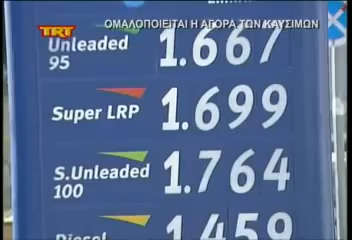 TRT
ΟΜΑΛΟΠΟΙΕΙΤΑΙ Η ΑΓΟΡΑ ΤΩΝ ΚΑΥΣΙΜΩΝ
Unleaded 95 1.667
Super LRP 1.699
S.Unleaded 100 1.764
Diesel 1.459